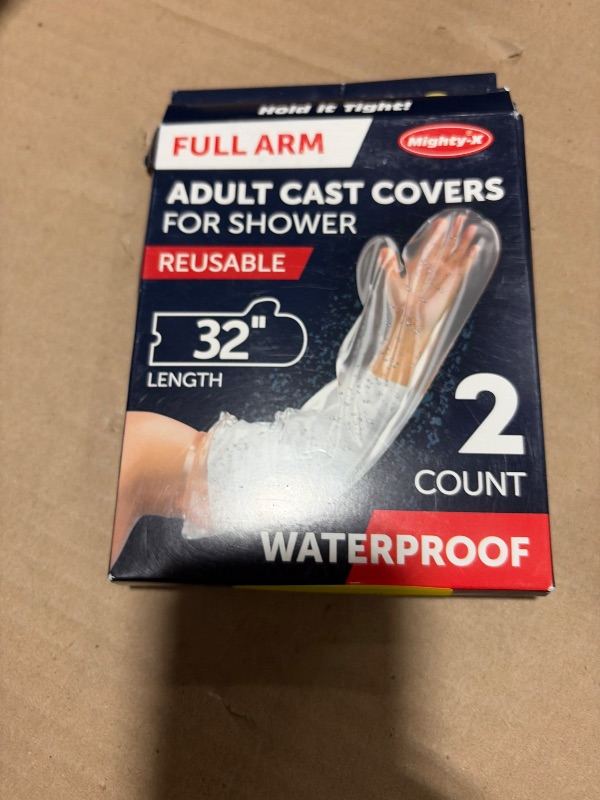 Hold it Tight!
FULL ARM
Mighty-X
ADULT CAST COVERS
FOR SHOWER
REUSABLE
32"
LENGTH
2
COUNT
WATERPROOF